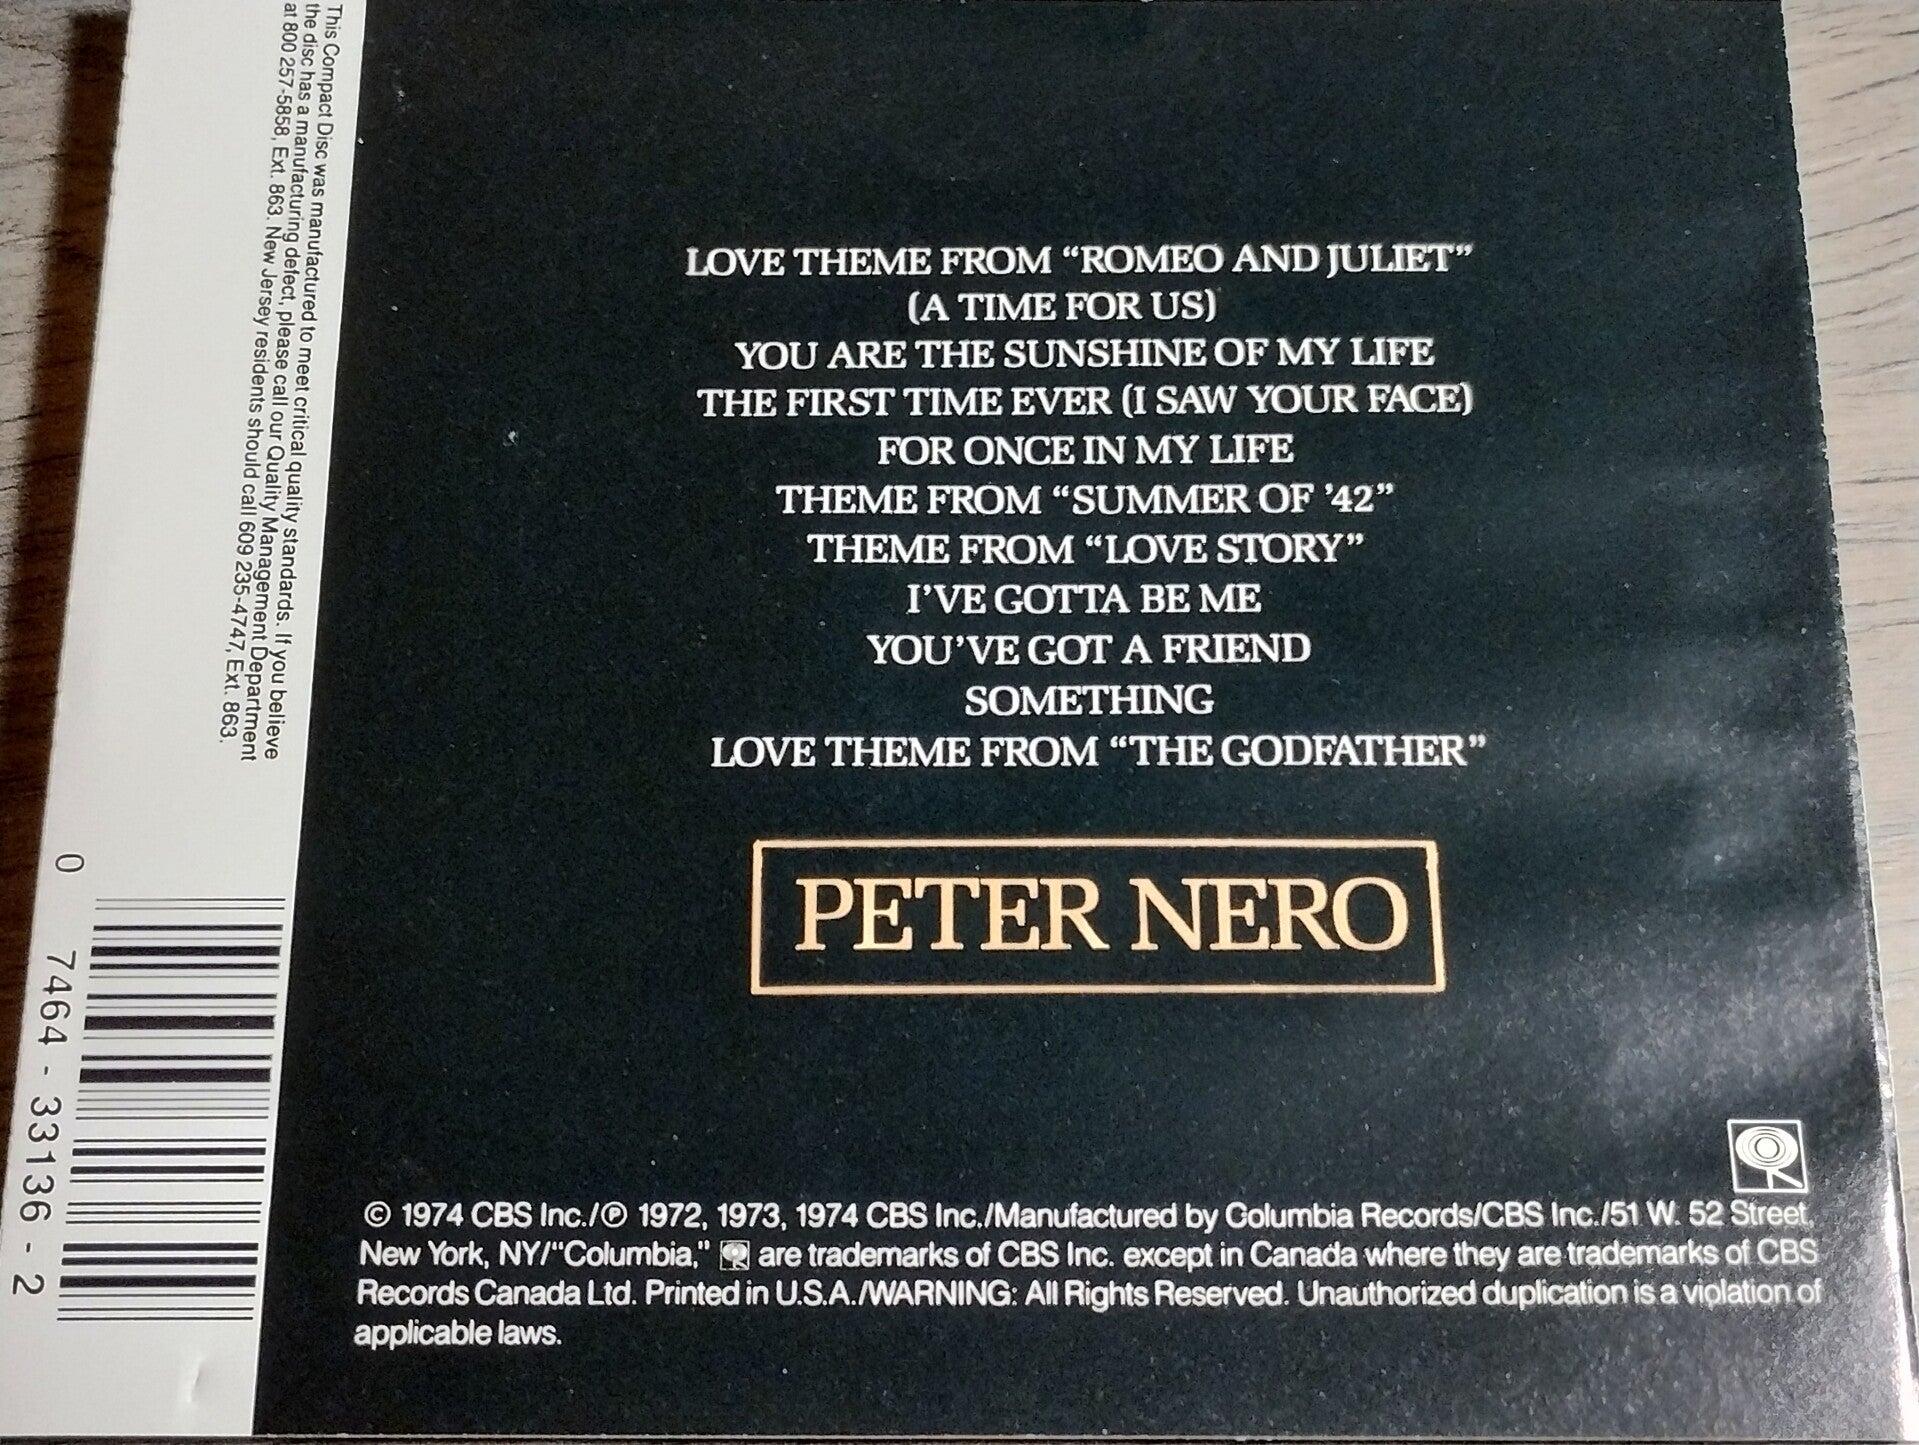 This Compact Disc was manufactured to meet critical quality standards. If you believe
the disc has a manufacturing defect, please call our Quality Management Department
at 800 257-5858, Ext. 863. New Jersey residents should call 609 235-4747, Ext. 863.
0 7464-33136-2
LOVE THEME FROM “ROMEO AND JULIET”
(A TIME FOR US)
YOU ARE THE SUNSHINE OF MY LIFE
THE FIRST TIME EVER (I SAW YOUR FACE)
FOR ONCE IN MY LIFE
THEME FROM “SUMMER OF ’42”
THEME FROM “LOVE STORY”
I’VE GOTTA BE ME
YOU’VE GOT A FRIEND
SOMETHING
LOVE THEME FROM “THE GODFATHER”
PETER NERO
© 1974 CBS Inc./℗ 1972, 1973, 1974 CBS Inc./Manufactured by Columbia Records/CBS Inc./51 W. 52 Street,
New York, NY/“Columbia,” are trademarks of CBS Inc. except in Canada where they are trademarks of CBS
Records Canada Ltd. Printed in U.S.A./WARNING: All Rights Reserved. Unauthorized duplication is a violation of
applicable laws.